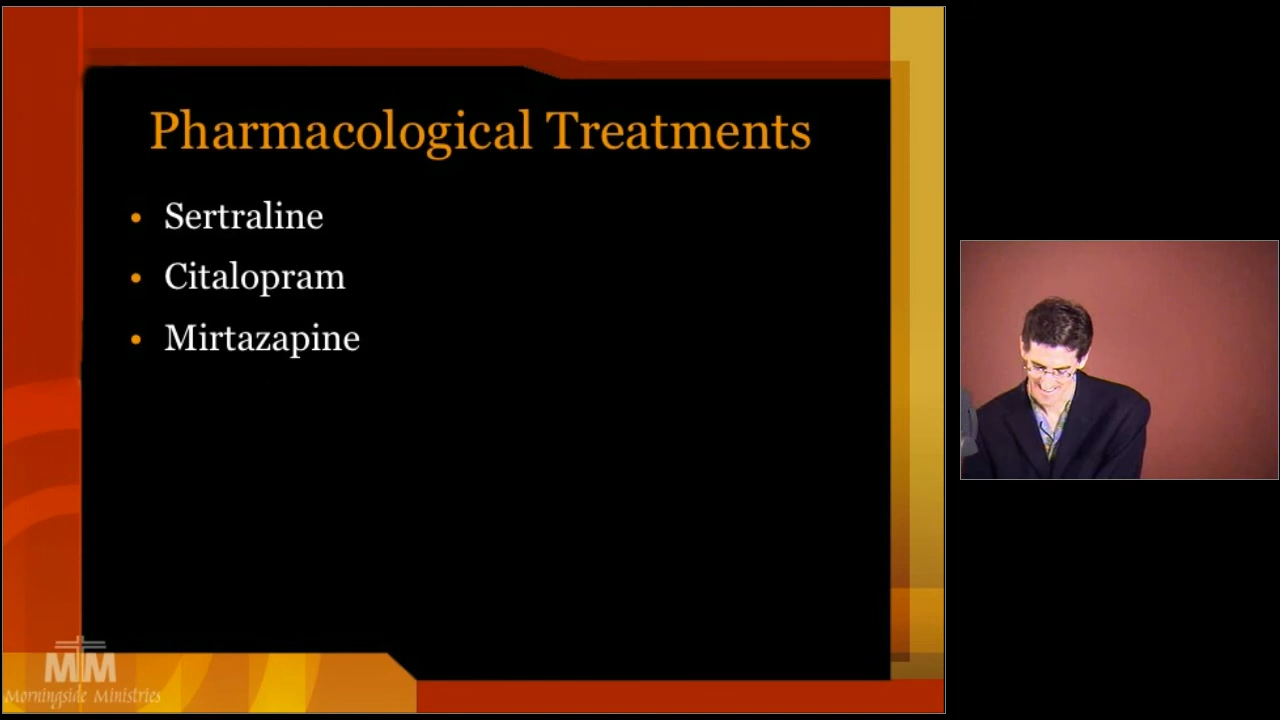 Pharmacological Treatments
• Sertraline
• Citalopram
• Mirtazapine
MM
Morningside Ministries